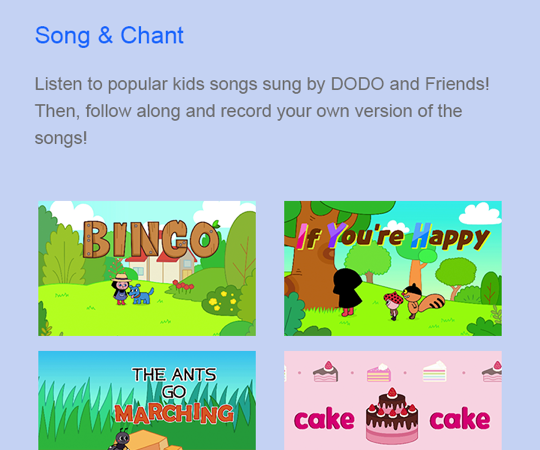 Song & Chant
Listen to popular kids songs sung by DODO and Friends!
Then, follow along and record your own version of the
songs!
BINGO
If You're Happy
THE ANTS
GO
MARCHING
cake cake